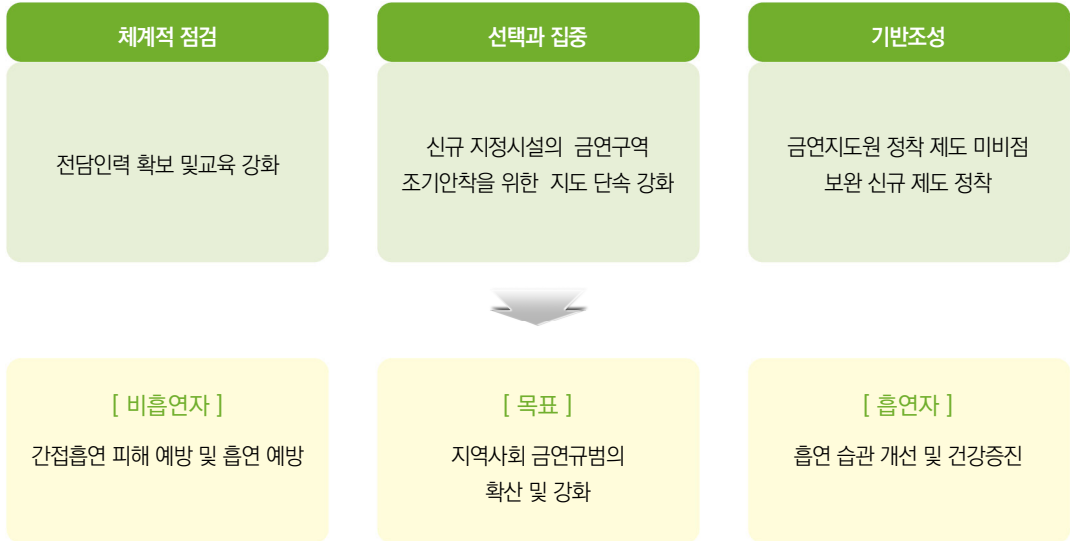 체계적 점검
선택과 집중
기반조성
전담인력 확보 및교육 강화
신규 지정시설의 금연구역
조기안착을 위한 지도 단속 강화
금연지도원 정착 제도 미비점
보완 신규 제도 정착
[ 비흡연자 ]
간접흡연 피해 예방 및 흡연 예방
[ 목표 ]
지역사회 금연규범의
확산 및 강화
[ 흡연자 ]
흡연 습관 개선 및 건강증진